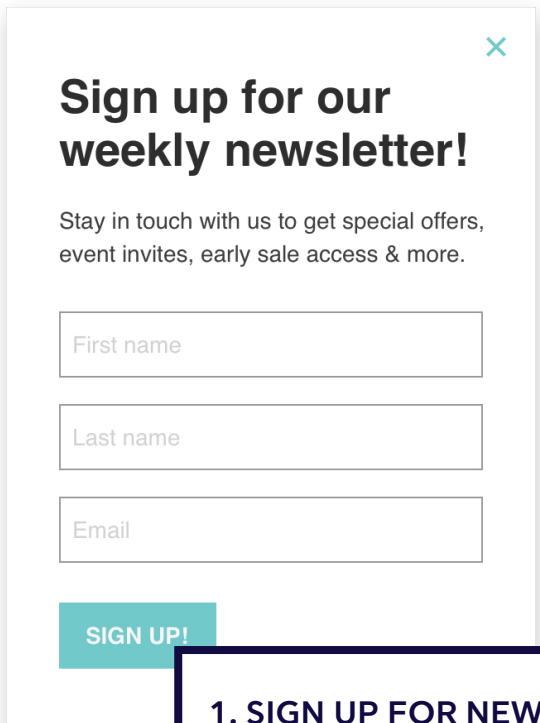 Sign up for our
weekly newsletter!
Stay in touch with us to get special offers,
event invites, early sale access & more.
First name
Last name
Email
SIGN UP!
1. SIGN UP FOR NEW